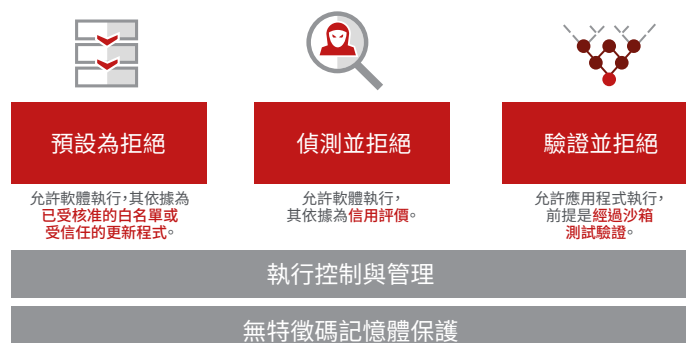 預設為拒絕
偵測並拒絕
驗證並拒絕
允許軟體執行，其依據為
已受核准的白名單或
受信任的更新程式。
允許軟體執行，
其依據為信用評價。
允許應用程式執行，
前提是經過沙箱
測試驗證。
執行控制與管理
無特徵碼記憶體保護